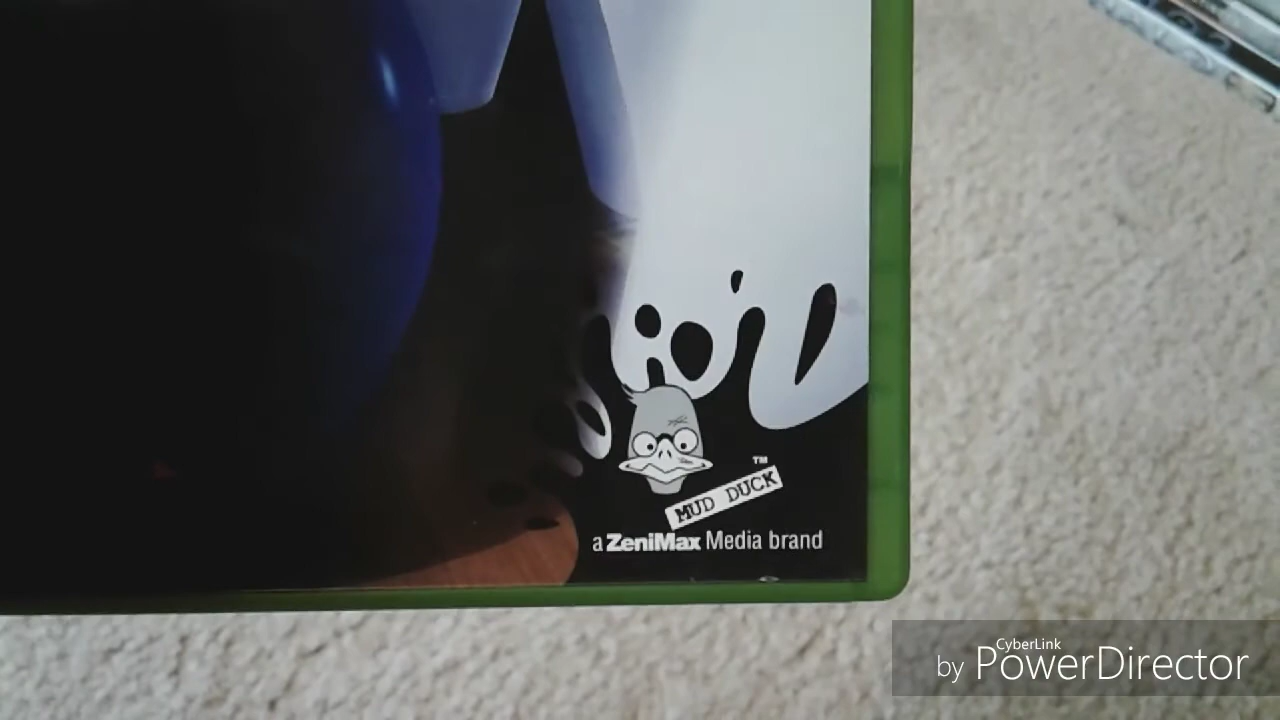 TM
MUD DUCK
a ZeniMax Media brand
CyberLink
by PowerDirector